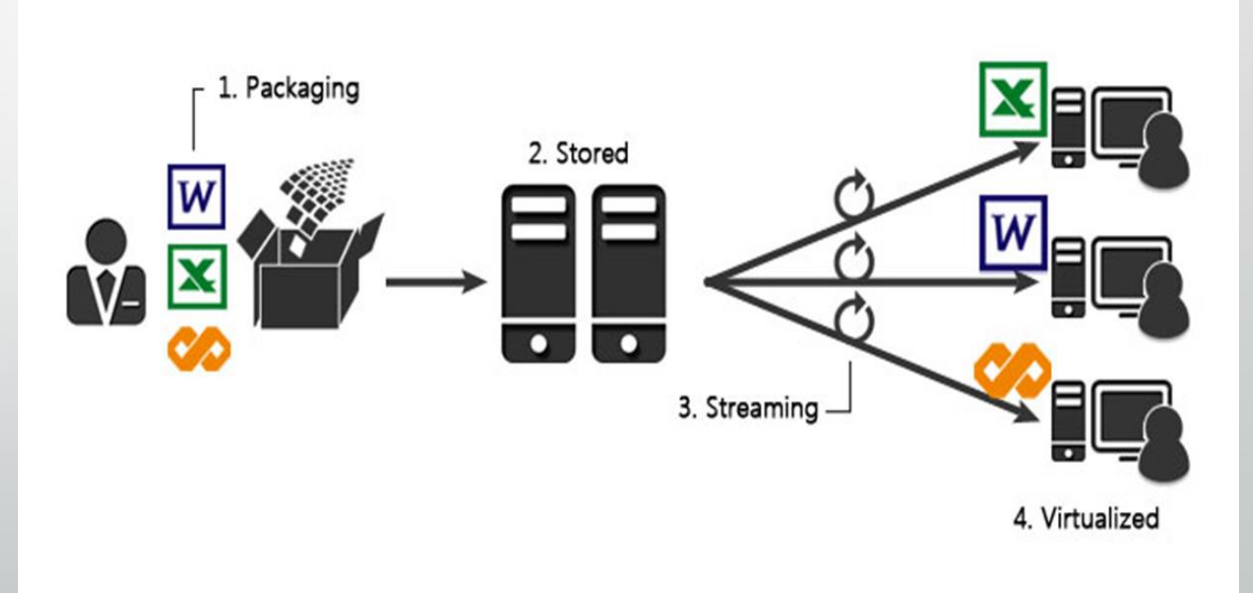 1. Packaging
W
X
2. Stored
X
W
3. Streaming
4. Virtualized